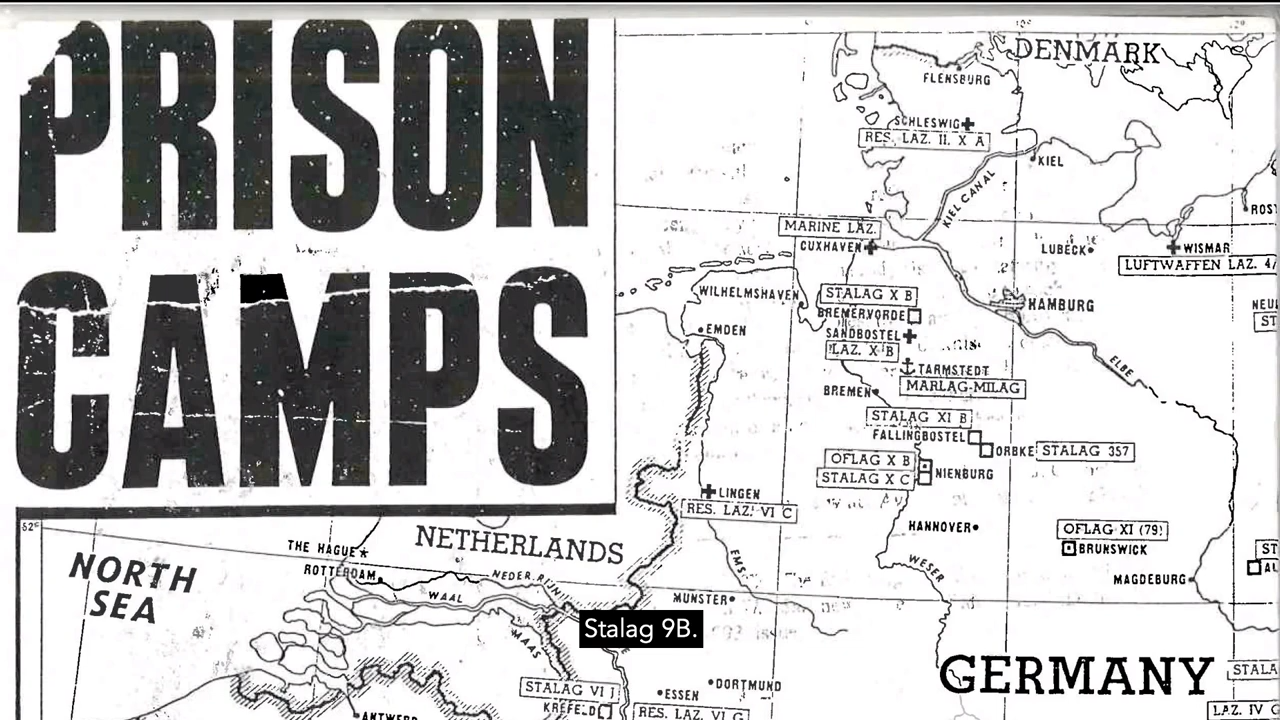 PRISON
CAMPS
DENMARK
FLENSBURG
SCHLESWIG
RES. LAZ. II. X A
KIEL
KIEL CANAL
MARINE LAZ.
CUXHAVEN
LUBECK
WISMAR
LUFTWAFFEN LAZ. 4/
WILHELMSHAVEN
STALAG X B
BREMERVORDE
HAMBURG
EMDEN
SANDBOSTEL
LAZ. X B
TARMSTEDT
MARLAG-MILAG
ELBE
BREMEN
STALAG XI B
FALLINGBOSTEL
ORBKE STALAG 357
OFLAG X B
STALAG X C
NIENBURG
LINGEN
RES. LAZ. VI C
HANNOVER
OFLAG XI (79)
BRUNSWICK
MAGDEBURG
WESER
EMS
52°
NETHERLANDS
THE HAGUE
ROTTERDAM
NORTH
SEA
NEDER RIJN
WAAL
MAAS
MUNSTER
Stalag 9B.
GERMANY
STALAG VI J
KREFELD
ESSEN
DORTMUND
RES. LAZ. VI G
LAZ. IV G
ANTWERP